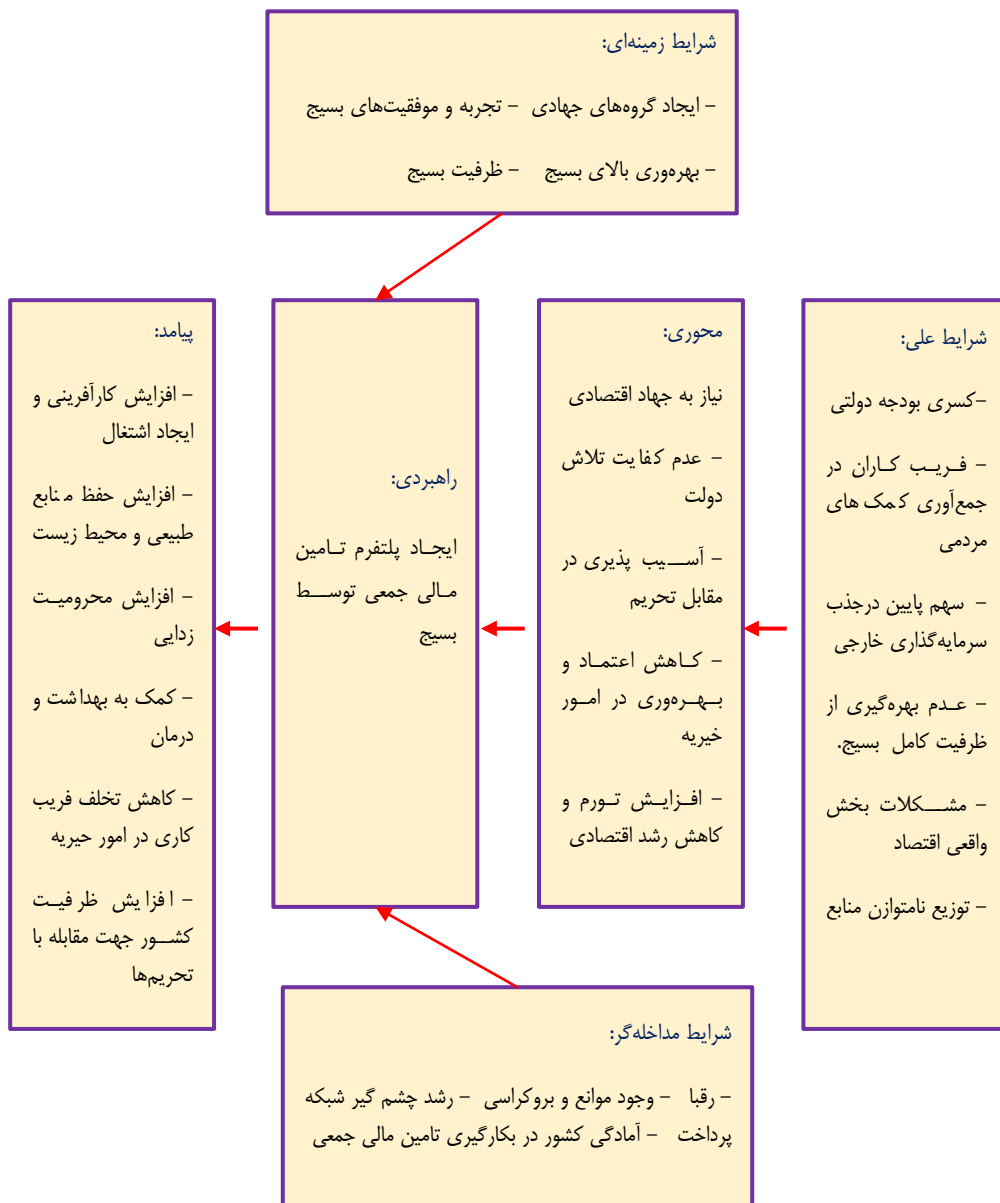 شرایط زمینه‌ای:
- ایجاد گروه‌های جهادی - تجربه و موفقیت‌های بسیج
- بهره‌وری بالای بسیج - ظرفیت بسیج
شرایط علی:
-کسری بودجه دولتی
- فریب کاران در
جمع‌آوری کمک های
مردمی
- سهم پایین درجذب
سرمایه‌گذاری خارجی
- عدم بهره‌گیری از
ظرفیت کامل بسیج.
- مشکلات بخش
واقعی اقتصاد
- توزیع نامتوازن منابع
محوری:
نیاز به جهاد اقتصادی
- عدم کفایت تلاش
دولت
- آسیب پذیری در
مقابل تحریم
- کاهش اعتماد و
بهره‌وری در امور
خیریه
- افزایش تورم و
کاهش رشد اقتصادی
راهبردی:
ایجاد پلتفرم تامین
مالی جمعی توسط
بسیج
پیامد:
- افزایش کارآفرینی و
ایجاد اشتغال
- افزایش حفظ منابع
طبیعی و محیط زیست
- افزایش محرومیت
زدایی
- کمک به بهداشت و
درمان
- کاهش تخلف فریب
کاری در امور حیریه
- افزایش ظرفیت
کشور جهت مقابله با
تحریم‌ها
شرایط مداخله‌گر:
- رقبا - وجود موانع و بروکراسی - رشد چشم گیر شبکه
پرداخت - آمادگی کشور در بکارگیری تامین مالی جمعی